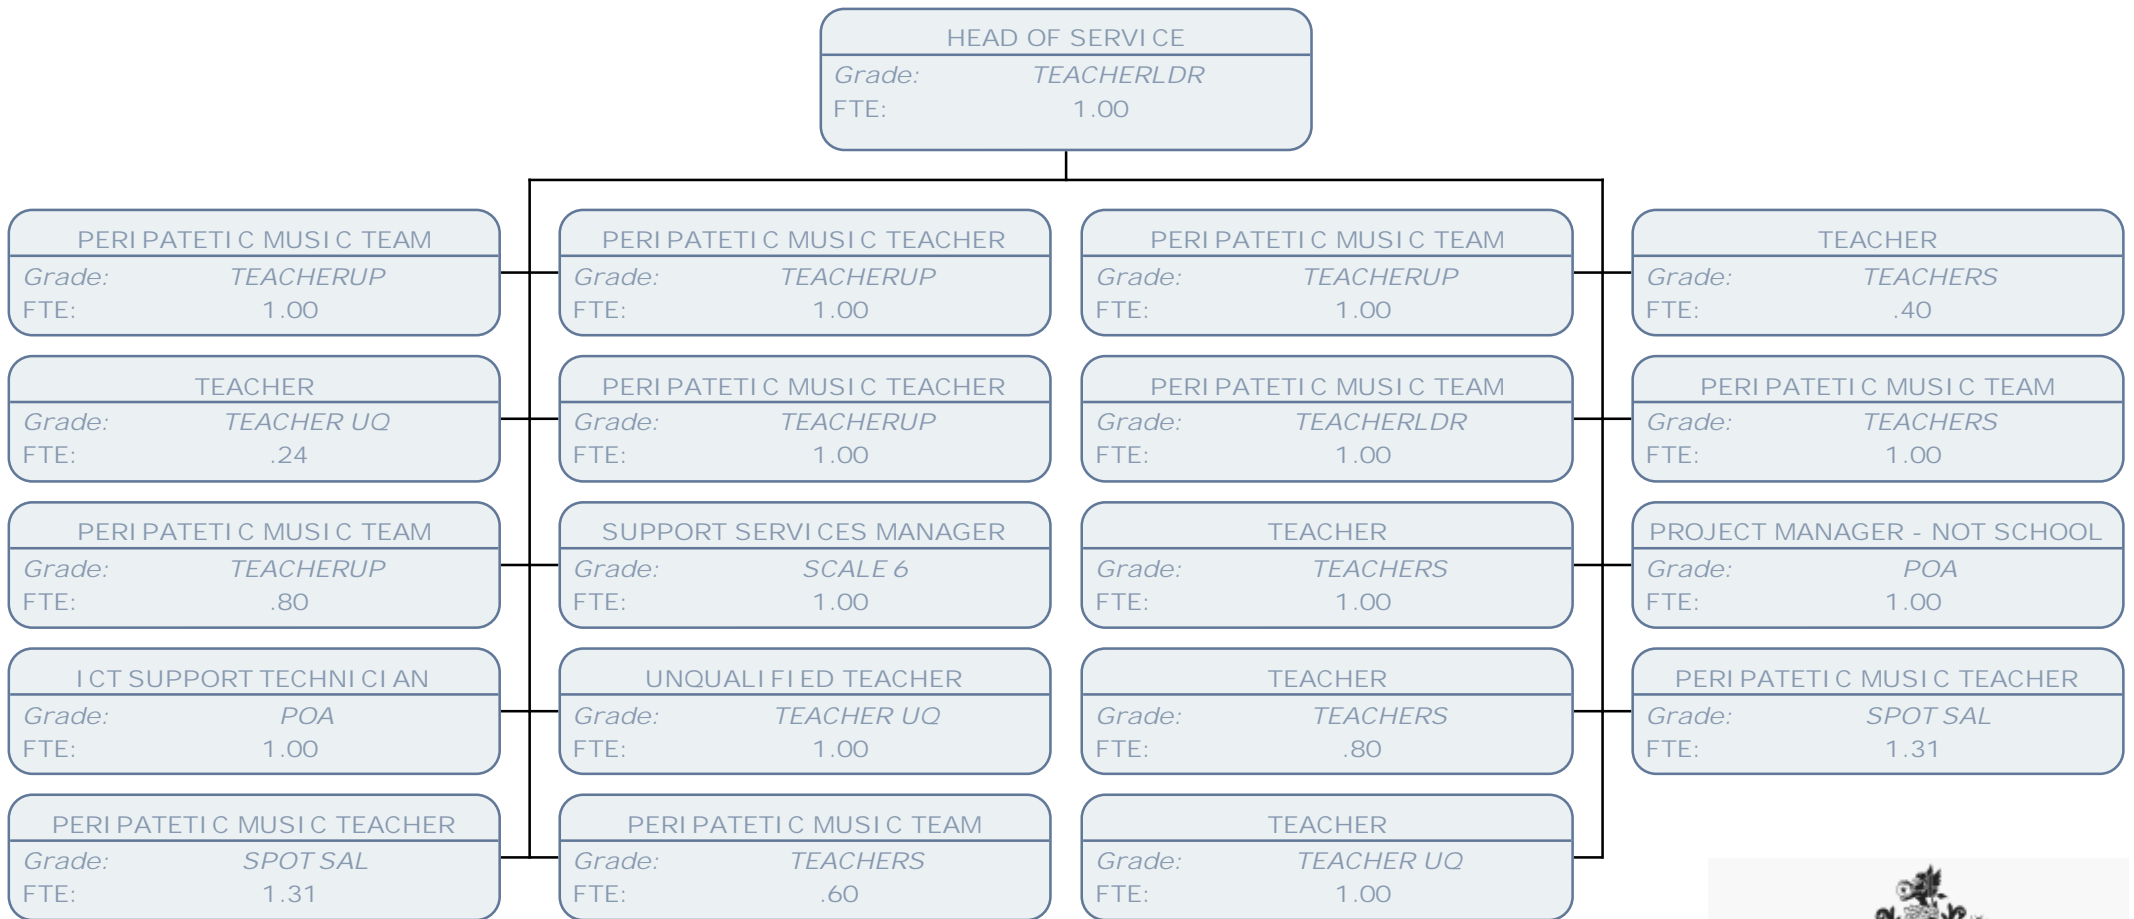 HEAD OF SERVICE
Grade: TEACHERLDR
FTE: 1.00
PERIPATETIC MUSIC TEAM
Grade: TEACHERUP
FTE: 1.00
PERIPATETIC MUSIC TEACHER
Grade: TEACHERUP
FTE: 1.00
PERIPATETIC MUSIC TEAM
Grade: TEACHERUP
FTE: 1.00
TEACHER
Grade: TEACHERS
FTE: .40
TEACHER
Grade: TEACHER UQ
FTE: .24
PERIPATETIC MUSIC TEACHER
Grade: TEACHERUP
FTE: 1.00
PERIPATETIC MUSIC TEAM
Grade: TEACHERLDR
FTE: 1.00
PERIPATETIC MUSIC TEAM
Grade: TEACHERS
FTE: 1.00
PERIPATETIC MUSIC TEAM
Grade: TEACHERUP
FTE: .80
SUPPORT SERVICES MANAGER
Grade: SCALE 6
FTE: 1.00
TEACHER
Grade: TEACHERS
FTE: 1.00
PROJECT MANAGER - NOT SCHOOL
Grade: POA
FTE: 1.00
ICT SUPPORT TECHNICIAN
Grade: POA
FTE: 1.00
UNQUALIFIED TEACHER
Grade: TEACHER UQ
FTE: 1.00
TEACHER
Grade: TEACHERS
FTE: .80
PERIPATETIC MUSIC TEACHER
Grade: SPOT SAL
FTE: 1.31
PERIPATETIC MUSIC TEACHER
Grade: SPOT SAL
FTE: 1.31
PERIPATETIC MUSIC TEAM
Grade: TEACHERS
FTE: .60
TEACHER
Grade: TEACHER UQ
FTE: 1.00